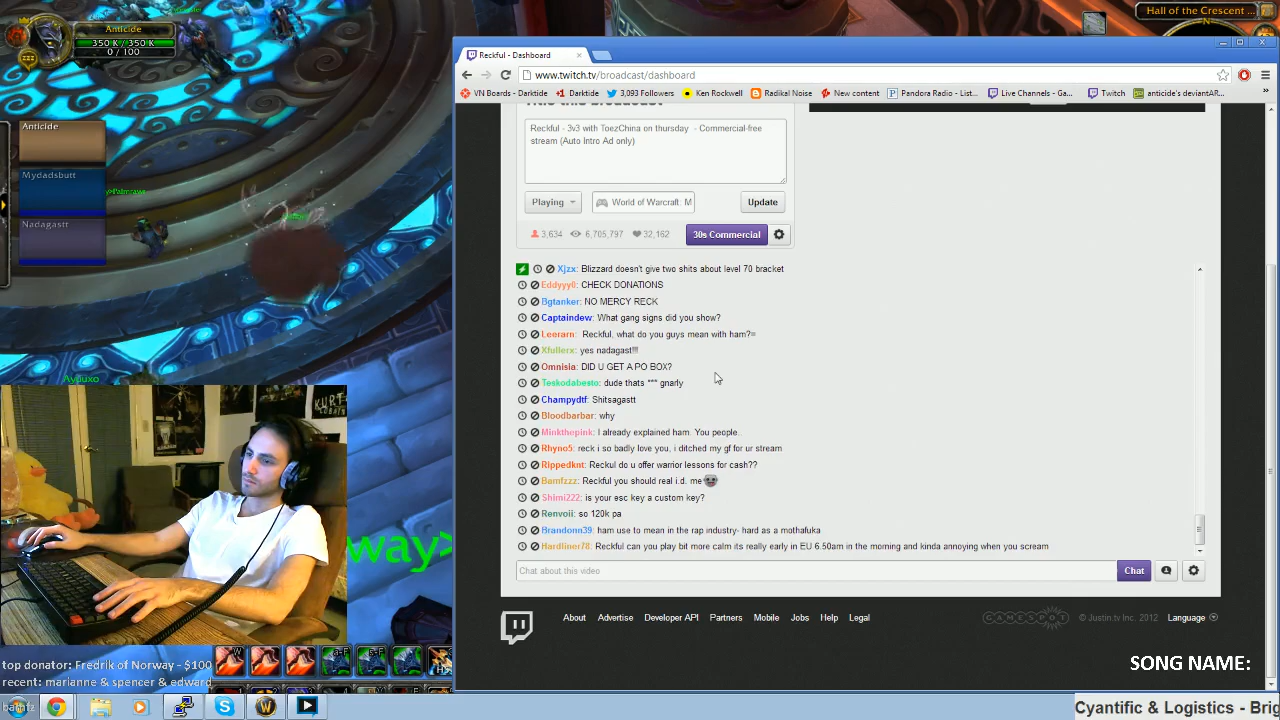 Anticide
350 K / 350 K
0 / 100
Hall of the Crescent ...
N
Anticide
Mydadsbutt
Nadagastt
Reckful - Dashboard
www.twitch.tv/broadcast/dashboard
VN Boards - Darktide
+1 Darktide
3,093 Followers
Ken Rockwell
Radikal Noise
New content
Pandora Radio - List...
Live Channels - Ga...
Twitch
anticide's deviantAR...
Title this broadcast
Reckful - 3v3 with ToezChina on thursday - Commercial-free
stream (Auto Intro Ad only)
Playing
World of Warcraft: M
Update
3,634 6,705,797 32,162
30s Commercial
Xjzx: Blizzard doesn't give two shits about level 70 bracket
Eddyyy0: CHECK DONATIONS
Bgtanker: NO MERCY RECK
Captaindew: What gang signs did you show?
Leerarn: Reckful, what do you guys mean with ham?=
Xfullerx: yes nadagast!!!
Omnisia: DID U GET A PO BOX?
Teskodabesto: dude thats *** gnarly
Champydtf: Shitsagastt
Bloodbarbar: why
Minkthepink: I already explained ham. You people.
Rhyno5: reck i so badly love you, i ditched my gf for ur stream
Rippedknt: Reckul do u offer warrior lessons for cash??
Bamfzzz: Reckful you should real i.d. me
Shimi222: is your esc key a custom key?
Renvoii: so 120k pa
Brandonn39: ham use to mean in the rap industry- hard as a mothafuka
Hardliner78: Reckful can you play bit more calm its really early in EU 6.50am in the morning and kinda annoying when you scream
Chat about this video
Chat
About
Advertise
Developer API
Partners
Mobile
Jobs
Help
Legal
GAMESPOT
© Justin.tv Inc. 2012
Language
Ayuuxo
way>
KURT
top donator: Fredrik of Norway - $100
recent: marianne & spencer & edward
SONG NAME:
Cyantific & Logistics - Brig